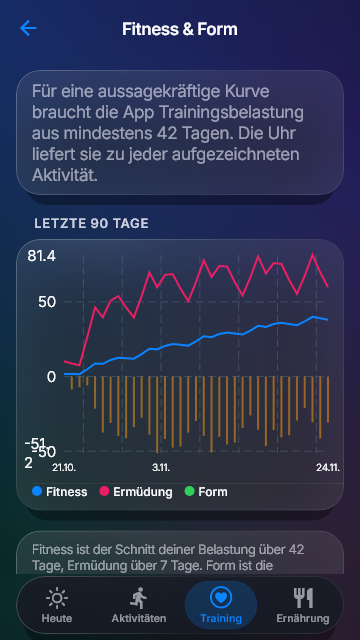 Fitness & Form
Für eine aussagekräftige Kurve
braucht die App Trainingsbelastung
aus mindestens 42 Tagen. Die Uhr
liefert sie zu jeder aufgezeichneten
Aktivität.
LETZTE 90 TAGE
81.4
50
0
-51.
2
-50
21.10.
3.11.
24.11.
Fitness
Ermüdung
Form
Fitness ist der Schnitt deiner Belastung über 42
Tage, Ermüdung über 7 Tage. Form ist die
Heute
Aktivitäten
Training
Ernährung